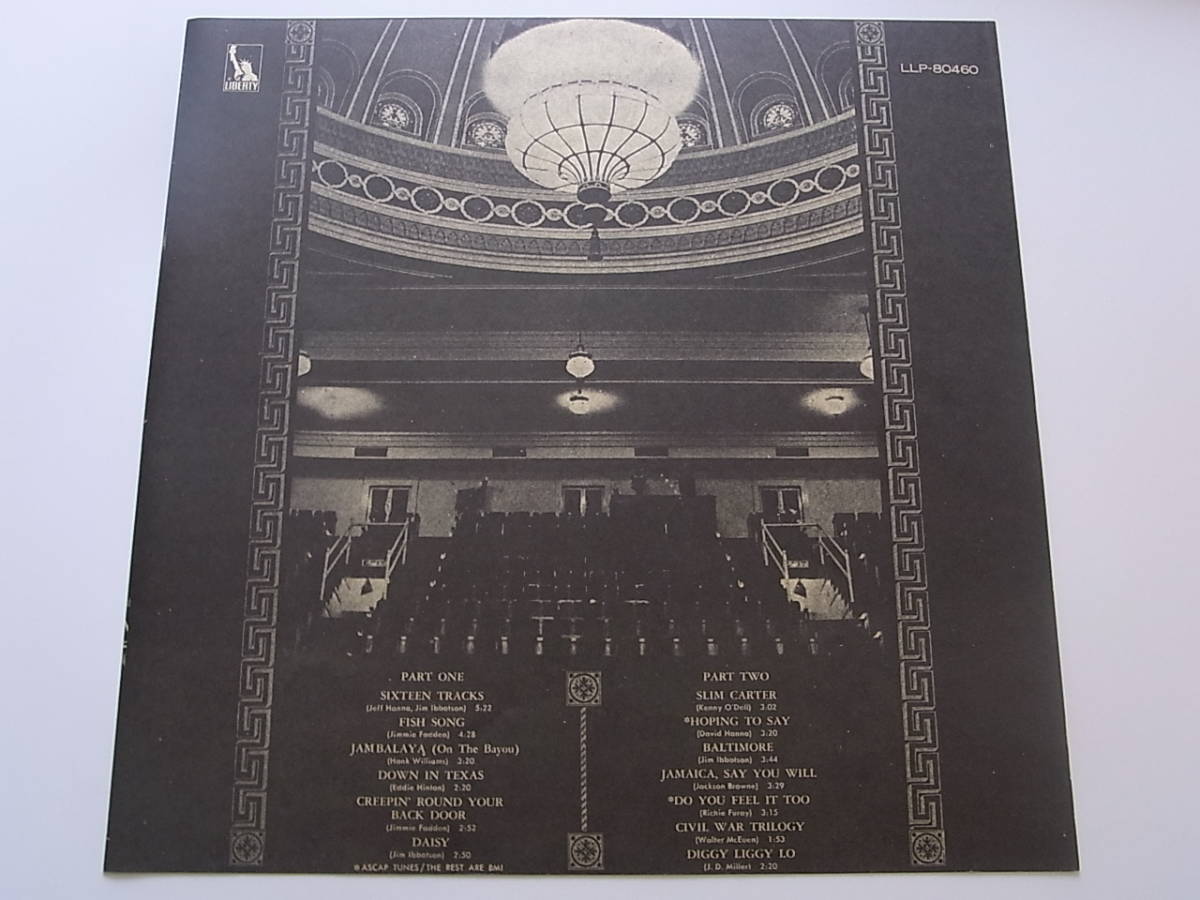 LIBERTY
LLP-80460
PART ONE
SIXTEEN TRACKS
(Jeff Hanna, Jim Ibbotson) 5:22
FISH SONG
(Jimmie Fadden) 4:28
JAMBALAYA (On The Bayou)
(Hank Williams) 3:20
DOWN IN TEXAS
(Eddie Hinton) 2:20
CREEPIN' ROUND YOUR
BACK DOOR
(Jimmie Fadden) 2:52
DAISY
(Jim Ibbotson) 2:50
*ASCAP TUNES/THE REST ARE BMI
PART TWO
SLIM CARTER
(Kenny O'Dell) 3:02
*HOPING TO SAY
(David Hanna) 3:20
BALTIMORE
(Jim Ibbotson) 3:44
JAMAICA, SAY YOU WILL
(Jackson Browne) 3:29
*DO YOU FEEL IT TOO
(Richie Furay) 3:15
CIVIL WAR TRILOGY
(Walter McEuen) 1:53
DIGGY LIGGY LO
(J. D. Miller) 2:20